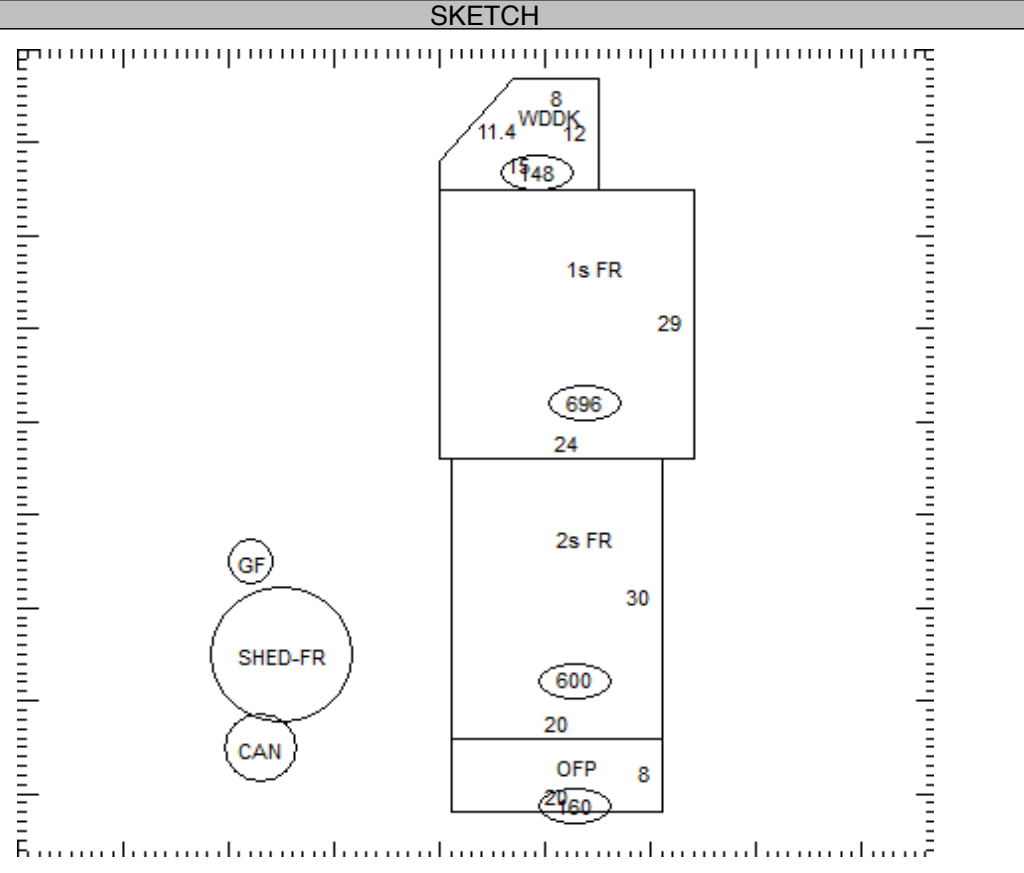 SKETCH
8
WDDK
11.4
12
15
148
1s FR
29
696
24
2s FR
GF
30
SHED-FR
600
20
CAN
OFP
8
20
160